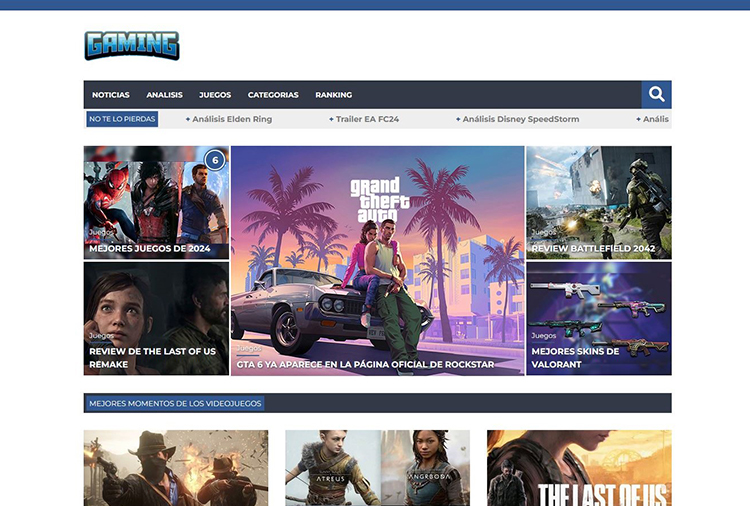 GAMING
NOTICIAS ANALISIS JUEGOS CATEGORIAS RANKING
NO TE LO PIERDAS + Análisis Elden Ring + Trailer EA FC24 + Análisis Disney SpeedStorm + Anális
6
Juegos
MEJORES JUEGOS DE 2024
grand
theft
auto
Juegos
GTA 6 YA APARECE EN LA PÁGINA OFICIAL DE ROCKSTAR
Juegos
REVIEW BATTLEFIELD 2042
Juegos
REVIEW DE THE LAST OF US
REMAKE
Juegos
MEJORES SKINS DE
VALORANT
MEJORES MOMENTOS DE LOS VIDEOJUEGOS
ATREUS
ANGRBODA
THE LAST OF US